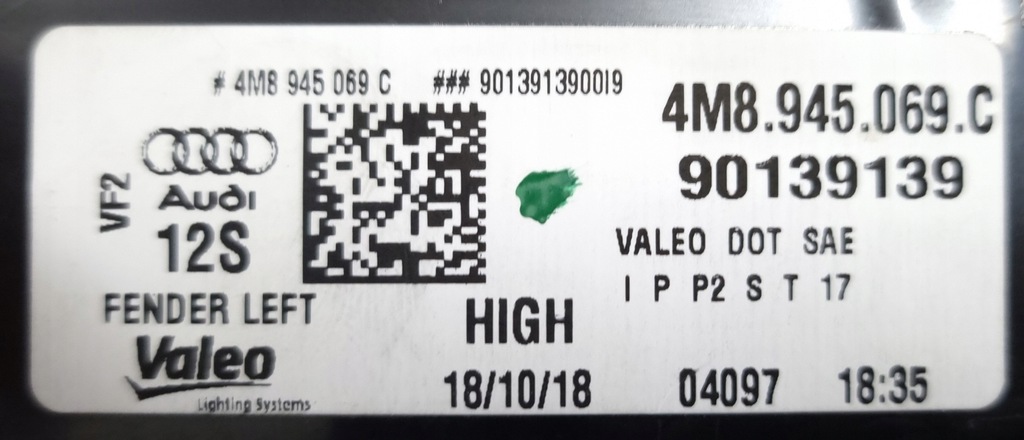 # 4M8 945 069 C ### 9013913900I9
4M8.945.069.C
90139139
Audi
VF2
12S
VALEO DOT SAE
I P P2 S T 17
FENDER LEFT
HIGH
Valeo
Lighting Systems
18/10/18 04097 18:35